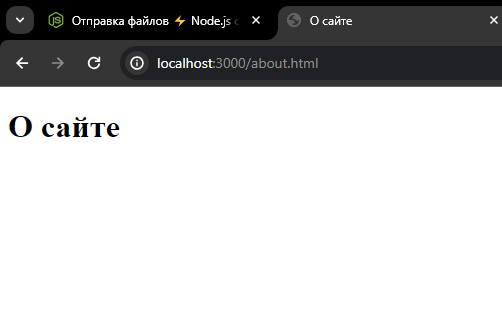 Отправка файлов ⚡ Node.js
О сайте
localhost:3000/about.html
О сайте